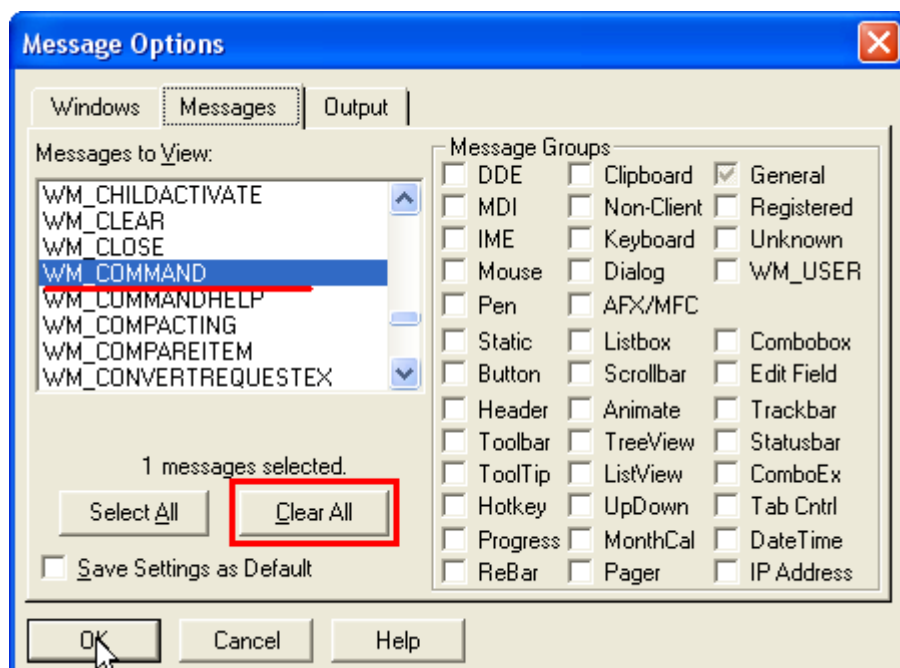 Message Options
Windows Messages Output
Messages to View:
WM_CHILDACTIVATE
WM_CLEAR
WM_CLOSE
WM_COMMAND
WM_COMMANDHELP
WM_COMPACTING
WM_COMPAREITEM
WM_CONVERTREQUESTEX
1 messages selected.
Select All Clear All
Save Settings as Default
Message Groups
DDE Clipboard General
MDI Non-Client Registered
IME Keyboard Unknown
Mouse Dialog WM_USER
Pen AFX/MFC
Static Listbox Combobox
Button Scrollbar Edit Field
Header Animate Trackbar
Toolbar TreeView Statusbar
ToolTip ListView ComboEx
Hotkey UpDown Tab Cntrl
Progress MonthCal DateTime
ReBar Pager IP Address
OK Cancel Help